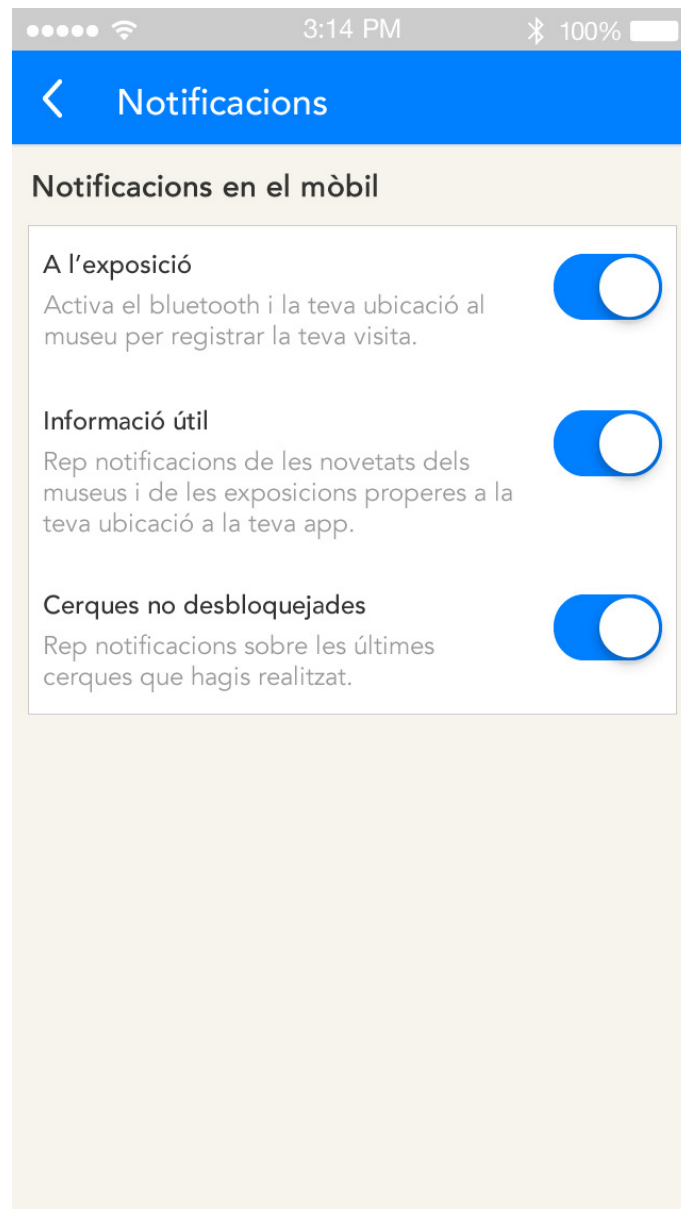 3:14 PM 100%
Notificacions
Notificacions en el mòbil
A l’exposició
Activa el bluetooth i la teva ubicació al
museu per registrar la teva visita.
Informació útil
Rep notificacions de les novetats dels
museus i de les exposicions properes a la
teva ubicació a la teva app.
Cerques no desbloquejades
Rep notificacions sobre les últimes
cerques que hagis realitzat.